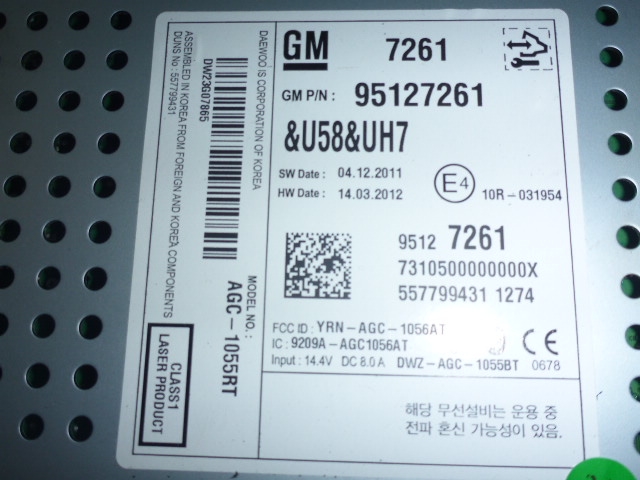 GM 7261
GM P/N : 95127261
&U58&UH7
SW Date : 04.12.2011
HW Date : 14.03.2012
E4 10R-031954
9512 7261
7310500000000X
557799431 1274
FCC ID : YRN-AGC-1056AT
IC : 9209A-AGC1056AT
Input : 14.4V DC 8.0 A DWZ-AGC-1055BT 0678
CE
해당 무선설비는 운용 중
전파 혼신 가능성이 있음.
DAEWOO IS CORPORATION OF KOREA
MODEL NO. :
AGC-1055RT
DW23G07865
ASSEMBLED IN KOREA FROM FOREIGN AND KOREA COMPONENTS
DUNS No : 557799431
CLASS1
LASER PRODUCT